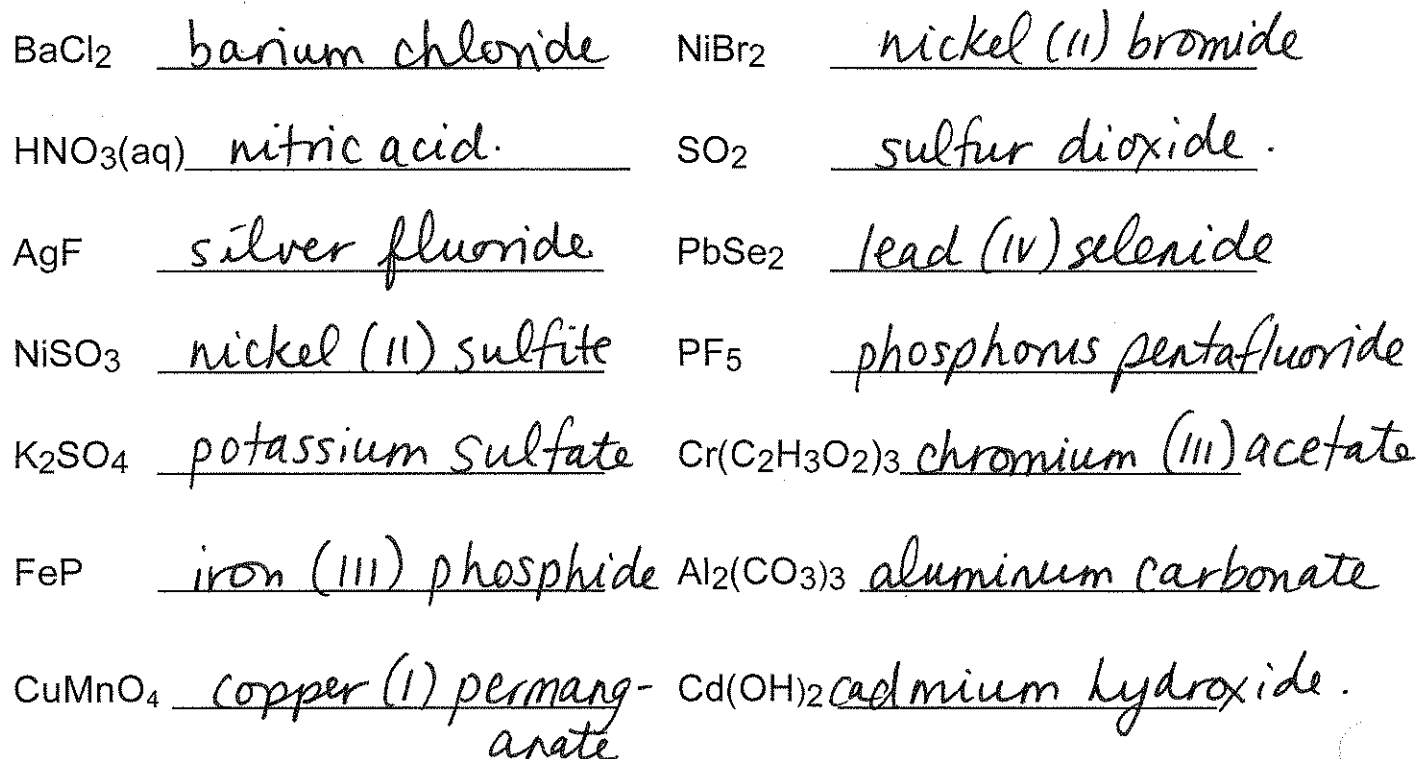 BaCl2 barium chloride NiBr2 nickel (II) bromide
HNO3(aq) nitric acid. SO2 sulfur dioxide.
AgF silver fluoride PbSe2 lead (IV) selenide
NiSO3 nickel (II) sulfite PF5 phosphorus pentafluoride
K2SO4 potassium sulfate Cr(C2H3O2)3 chromium (III) acetate
FeP iron (III) phosphide Al2(CO3)3 aluminum carbonate
CuMnO4 copper (I) permang- Cd(OH)2 cadmium hydroxide.
anate